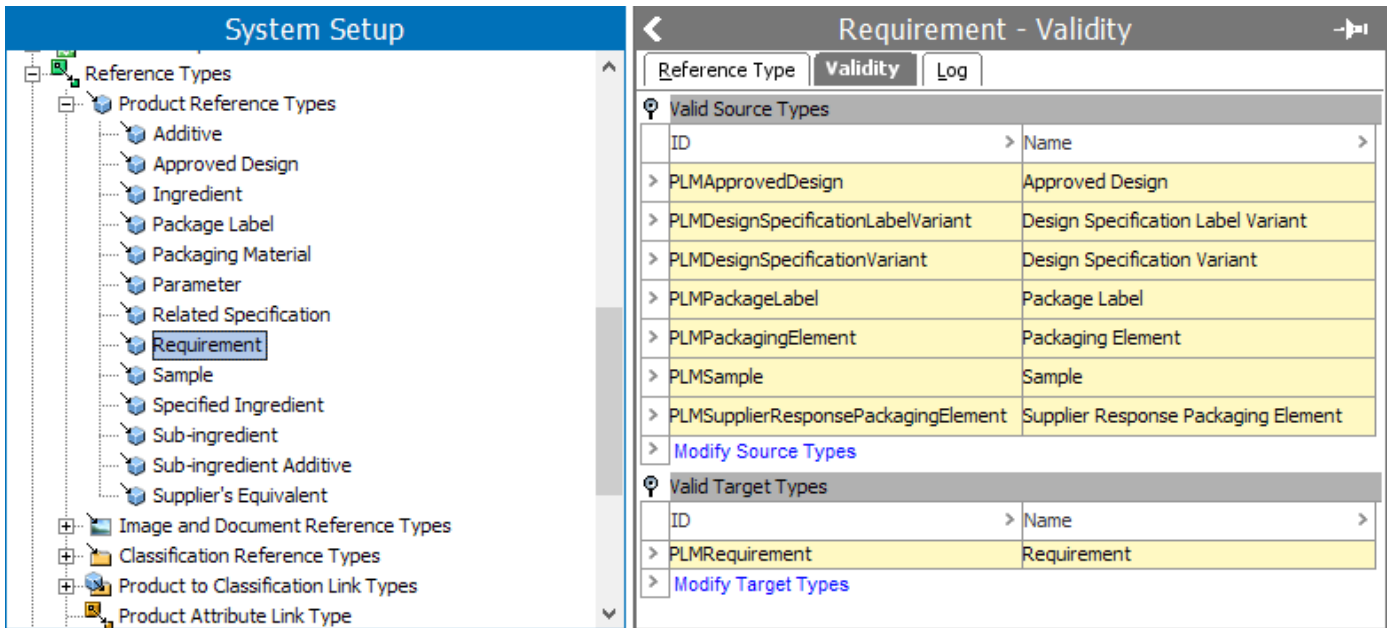 System Setup
Reference Types
Product Reference Types
Additive
Approved Design
Ingredient
Package Label
Packaging Material
Parameter
Related Specification
Requirement
Sample
Specified Ingredient
Sub-ingredient
Sub-ingredient Additive
Supplier's Equivalent
Image and Document Reference Types
Classification Reference Types
Product to Classification Link Types
Product Attribute Link Type
Requirement - Validity
Reference Type Validity Log
Valid Source Types
ID > Name >
> PLMApprovedDesign Approved Design
> PLMDesignSpecificationLabelVariant Design Specification Label Variant
> PLMDesignSpecificationVariant Design Specification Variant
> PLMPackageLabel Package Label
> PLMPackagingElement Packaging Element
> PLMSample Sample
> PLMSupplierResponsePackagingElement Supplier Response Packaging Element
> Modify Source Types
Valid Target Types
ID > Name >
> PLMRequirement Requirement
> Modify Target Types